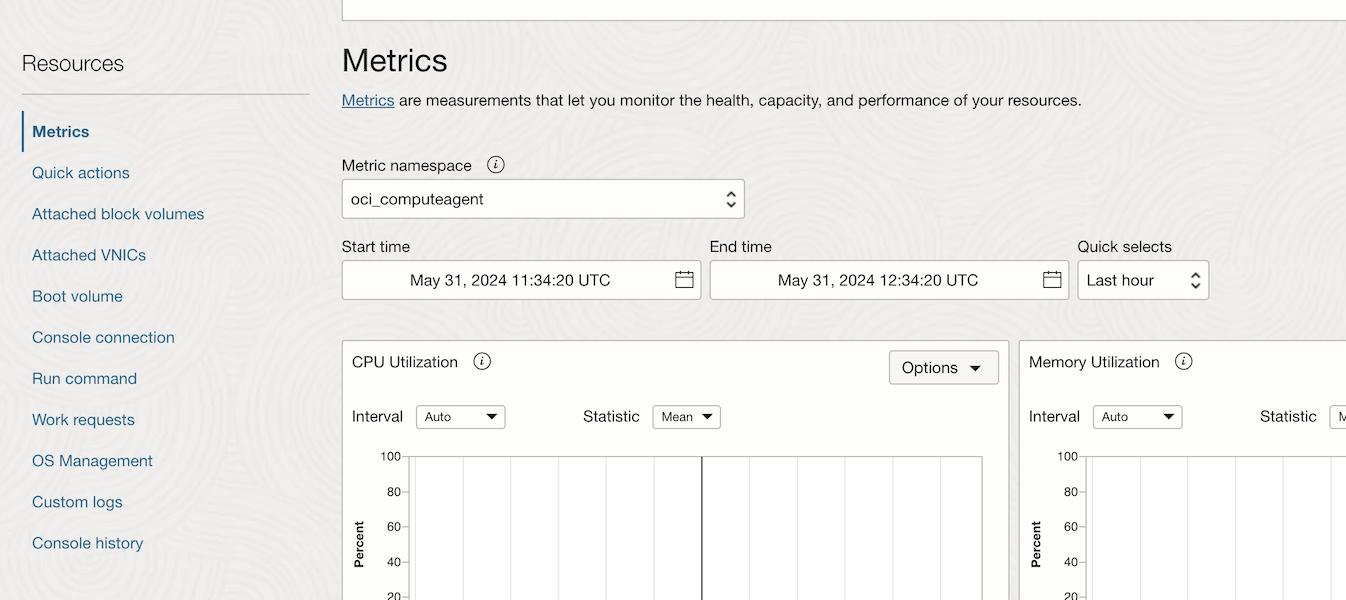 Resources
Metrics
Quick actions
Attached block volumes
Attached VNICs
Boot volume
Console connection
Run command
Work requests
OS Management
Custom logs
Console history
Metrics
Metrics are measurements that let you monitor the health, capacity, and performance of your resources.
Metric namespace
oci_computeagent
Start time
May 31, 2024 11:34:20 UTC
End time
May 31, 2024 12:34:20 UTC
Quick selects
Last hour
CPU Utilization
Options
Interval Auto Statistic Mean
100
80
60
40
20
Percent
Memory Utilization
Interval Auto Statistic
100
80
60
40
20
Percent